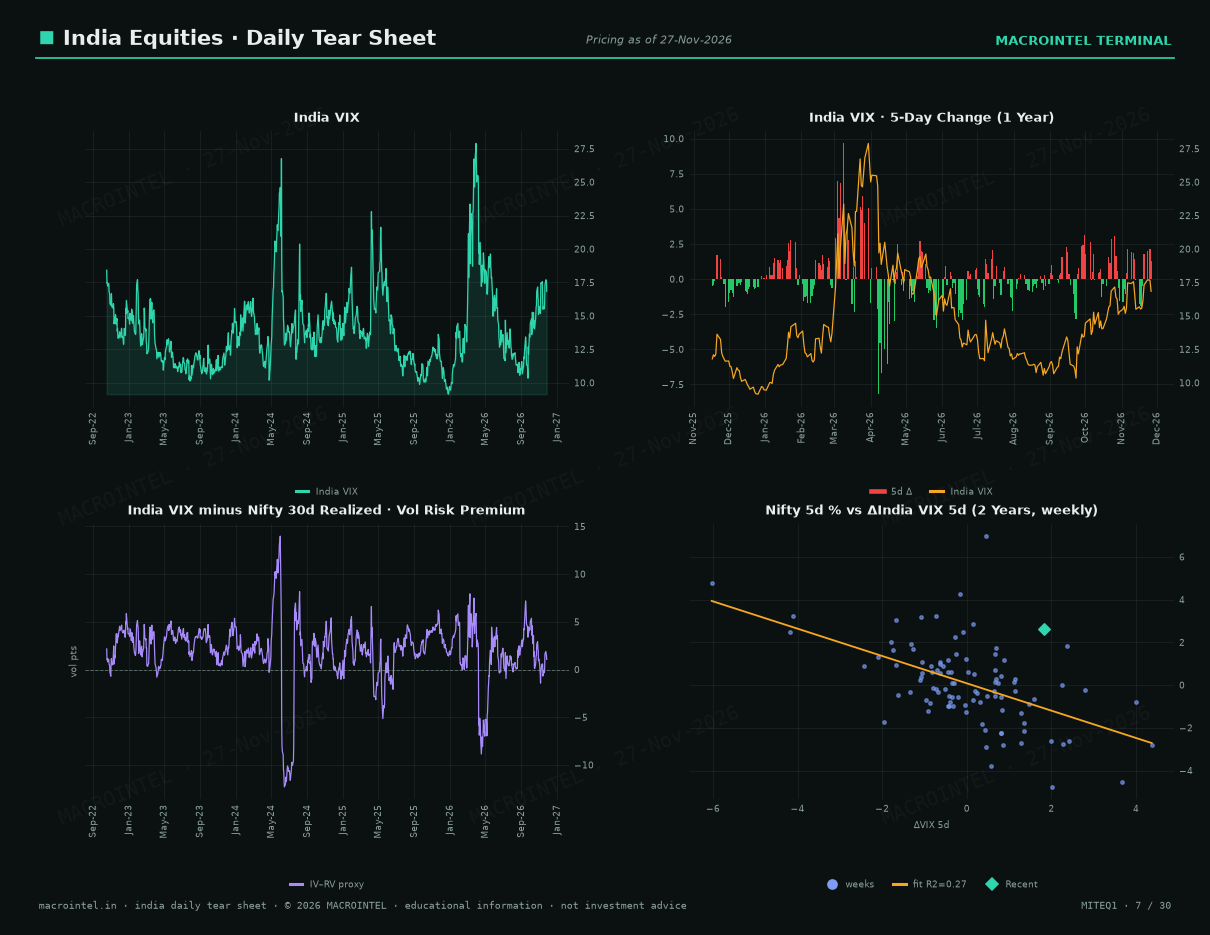 India Equities · Daily Tear Sheet
Pricing as of 27-Nov-2026
MACROINTEL TERMINAL
India VIX
27.5
25.0
22.5
20.0
17.5
15.0
12.5
10.0
Sep-22 Jan-23 May-23 Sep-23 Jan-24 May-24 Sep-24 Jan-25 May-25 Sep-25 Jan-26 May-26 Sep-26 Jan-27
India VIX
India VIX · 5-Day Change (1 Year)
10.0
7.5
5.0
2.5
0.0
−2.5
−5.0
−7.5
27.5
25.0
22.5
20.0
17.5
15.0
12.5
10.0
Nov-25 Dec-25 Jan-26 Feb-26 Mar-26 Apr-26 May-26 Jun-26 Jul-26 Aug-26 Sep-26 Oct-26 Nov-26 Dec-26
5d Δ India VIX
India VIX minus Nifty 30d Realized · Vol Risk Premium
vol pts
15
10
5
0
−5
−10
Sep-22 Jan-23 May-23 Sep-23 Jan-24 May-24 Sep-24 Jan-25 May-25 Sep-25 Jan-26 May-26 Sep-26 Jan-27
IV–RV proxy
Nifty 5d % vs ΔIndia VIX 5d (2 Years, weekly)
6
4
2
0
−2
−4
−6 −4 −2 0 2 4
ΔVIX 5d
weeks fit R2=0.27 Recent
MACROINTEL · 27-Nov-2026
macrointel.in · india daily tear sheet · © 2026 MACROINTEL · educational information · not investment advice
MITEQ1 · 7 / 30